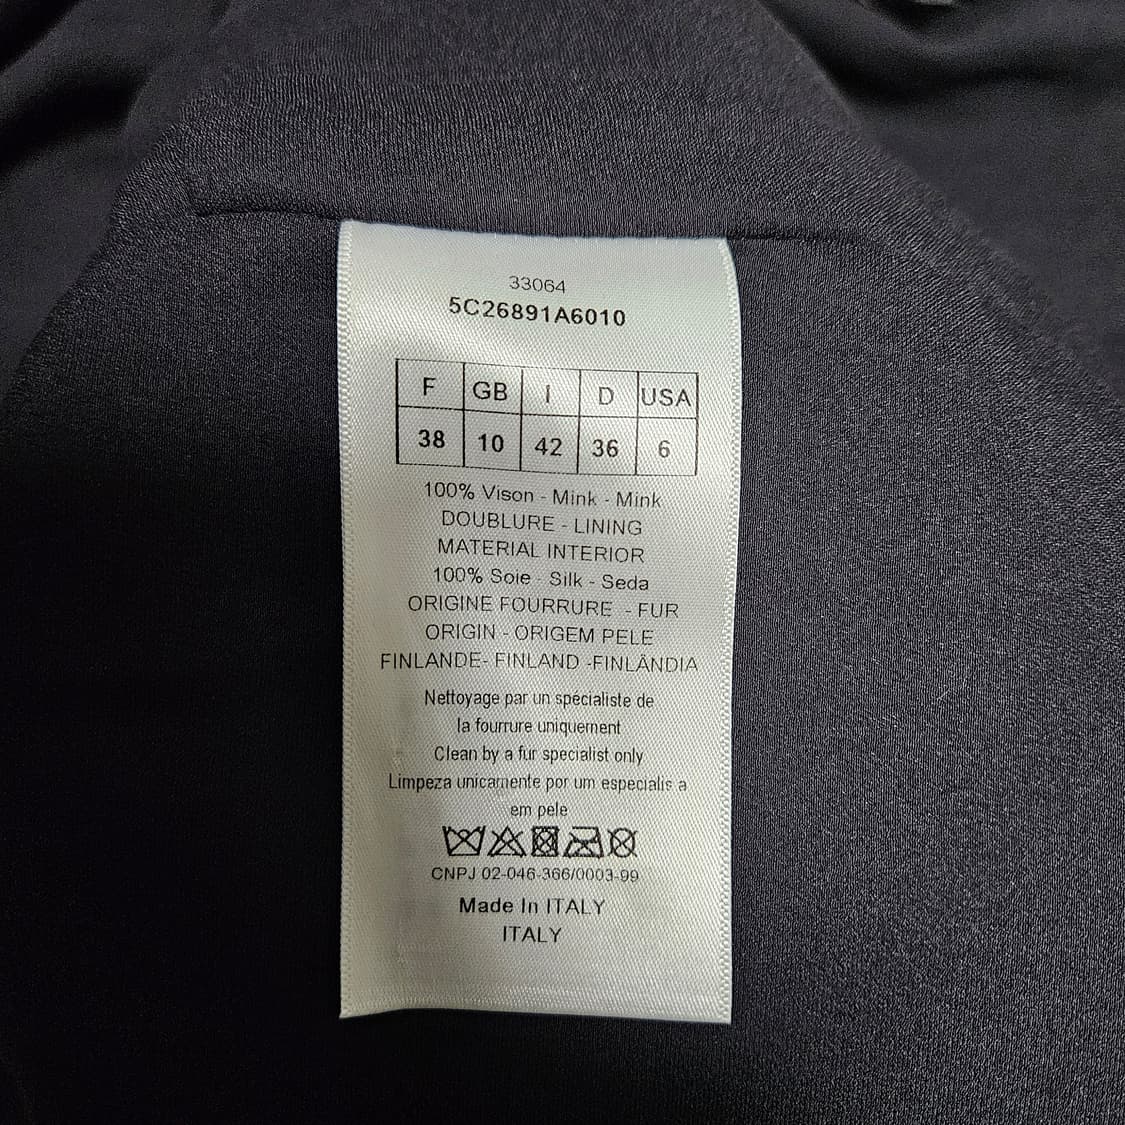 33064
5C26891A6010
F GB I D USA
38 10 42 36 6
100% Vison - Mink - Mink
DOUBLURE - LINING
MATERIAL INTERIOR
100% Soie - Silk - Seda
ORIGINE FOURRURE - FUR
ORIGIN - ORIGEM PELE
FINLANDE- FINLAND -FINLÂNDIA
Nettoyage par un spécialiste de
la fourrure uniquement
Clean by a fur specialist only
Limpeza unicamente por um especialis a
em pele
CNPJ 02-046-366/0003-99
Made In ITALY
ITALY